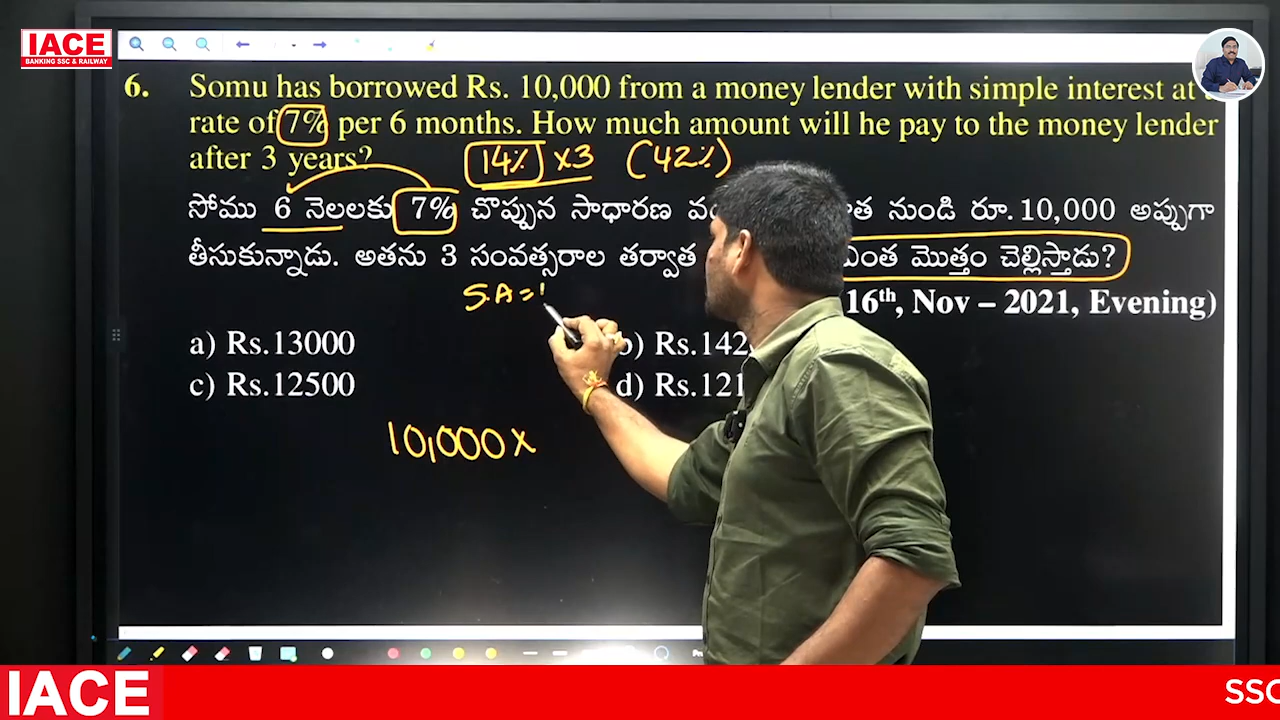 IACE
BANKING SSC & RAILWAY
6. Somu has borrowed Rs. 10,000 from a money lender with simple interest at
rate of 7% per 6 months. How much amount will he pay to the money lender
after 3 years?
14% x3 (42%)
సోము 6 నెలలకు 7% చొప్పున సాధారణ నుండి రూ. 10,000 అప్పుగా
తీసుకున్నాడు. అతను 3 సంవత్సరాల తర్వాత మొత్తం చెల్లిస్తాడు?
S.A =
16th, Nov – 2021, Evening)
a) Rs.13000 b) Rs.142
c) Rs.12500 d) Rs.121
10,000 x
IACE
SSC